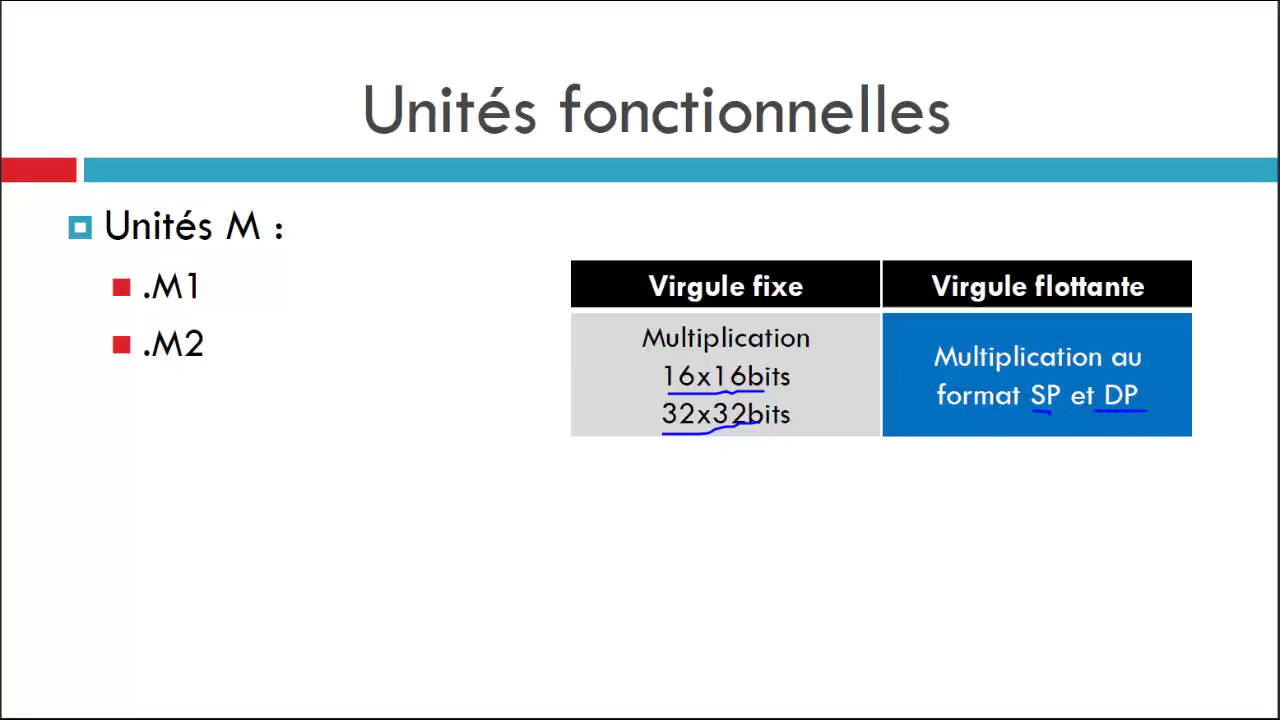 Unités fonctionnelles
Unités M :
.M1
.M2
Virgule fixe
Virgule flottante
Multiplication
16x16bits
32x32bits
Multiplication au
format SP et DP